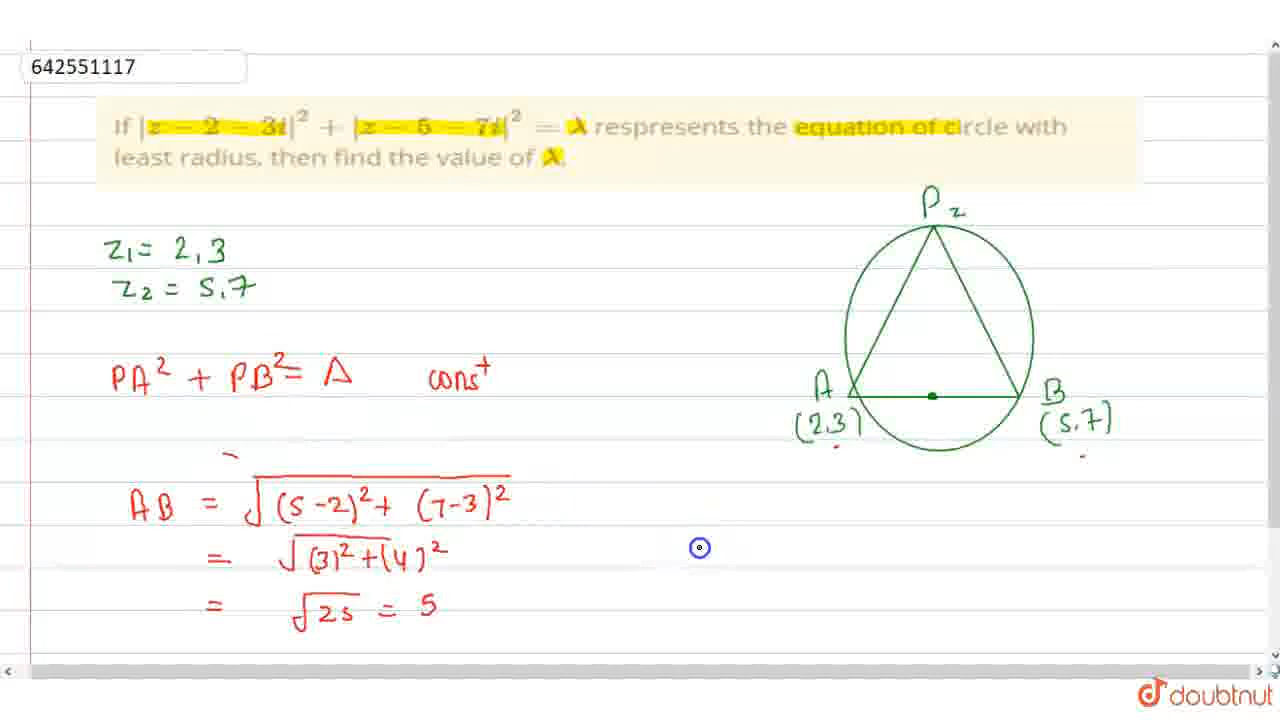 642551117
If |z − 2 − 3i|² + |z − 5 − 7i|² = λ respresents the equation of circle with
least radius, then find the value of λ.
P z
z₁ = 2, 3
z₂ = 5, 7
PA² + PB² = λ const
A B
(2,3) (5,7)
AB = √(5-2)² + (7-3)²
= √(3)² + (4)²
= √25 = 5
doubtnut